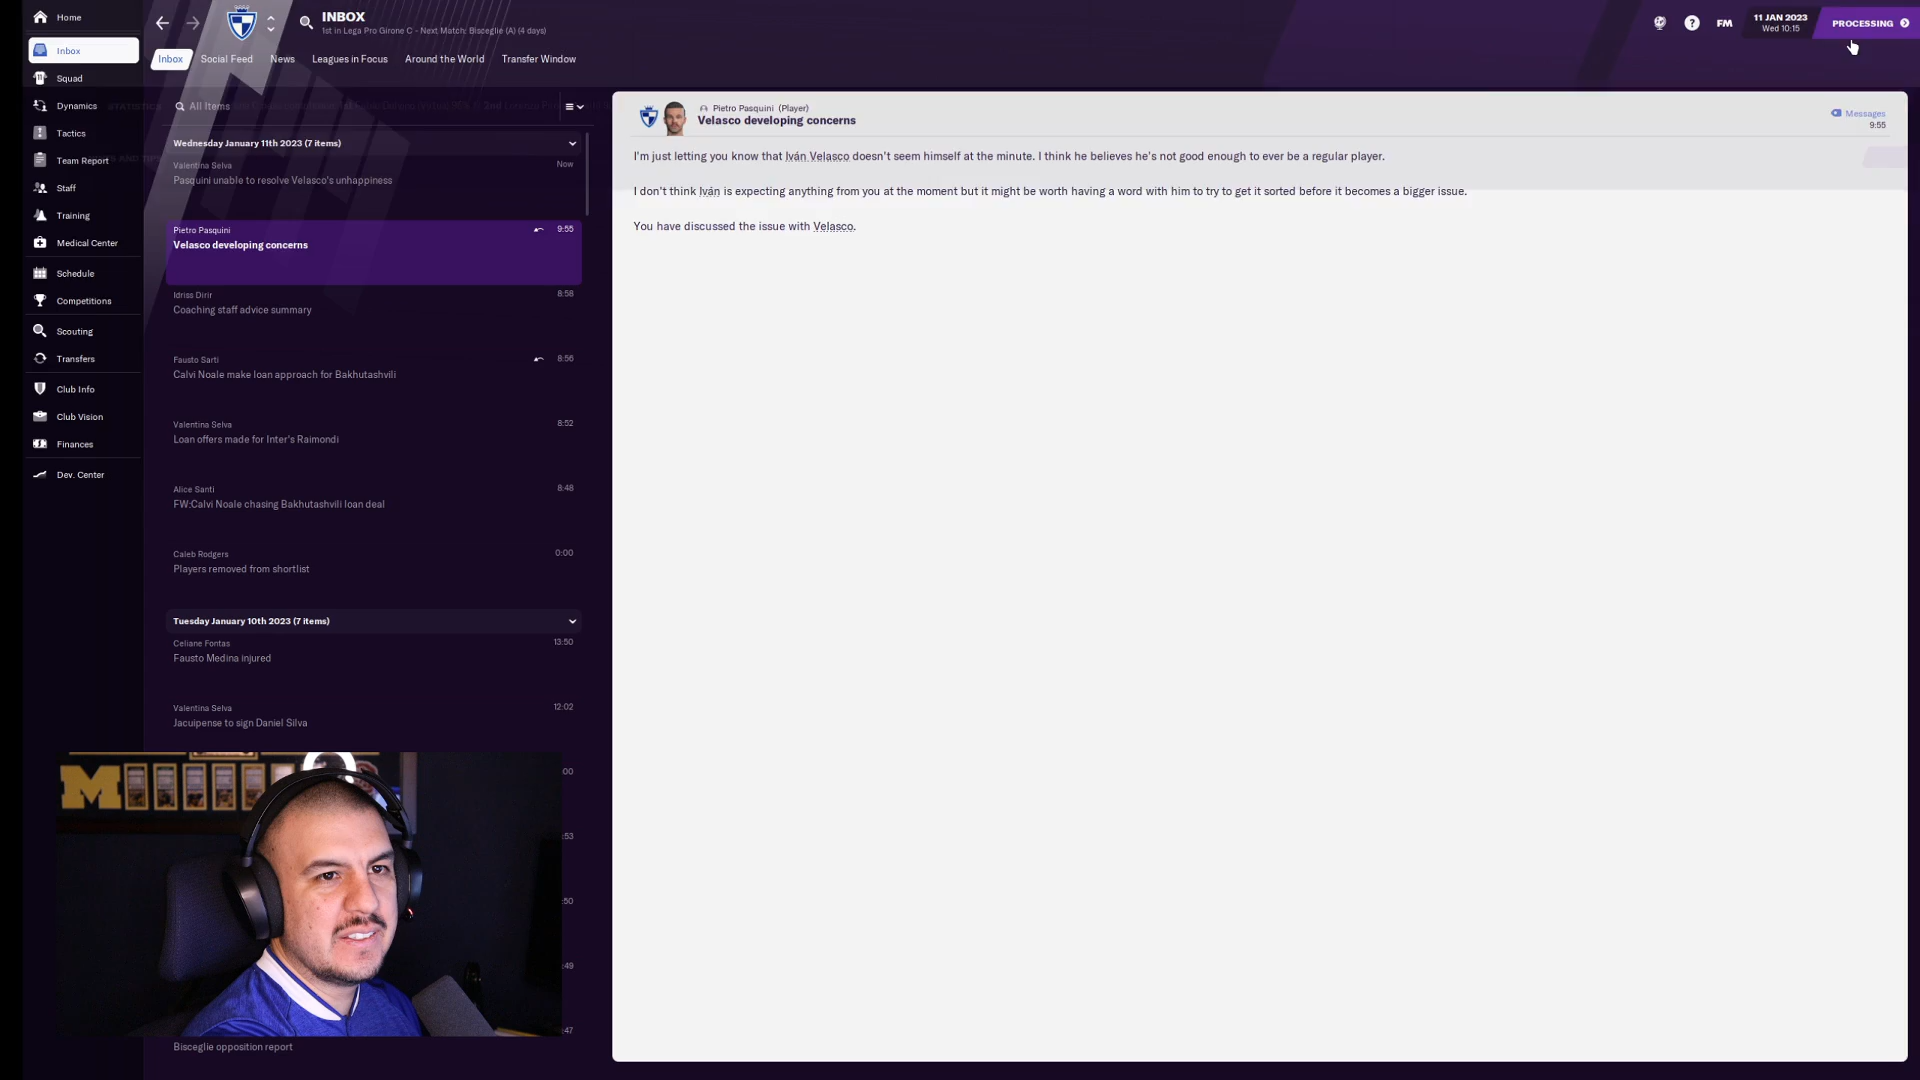 Home
INBOX
1st in Lega Pro Girone C - Next Match: Bisceglie (A) (4 days)
FM
11 JAN 2023
Wed 10:15
PROCESSING
Inbox
Squad
Dynamics
Tactics
Team Report
Staff
Training
Medical Center
Schedule
Competitions
Scouting
Transfers
Club Info
Club Vision
Finances
Dev. Center
Inbox Social Feed News Leagues in Focus Around the World Transfer Window
All Items
Wednesday January 11th 2023 (7 items)
Valentina Selva Now
Pasquini unable to resolve Velasco's unhappiness
Pietro Pasquini 9:55
Velasco developing concerns
Idriss Dirir 8:58
Coaching staff advice summary
Fausto Sarti 8:56
Calvi Noale make loan approach for Bakhutashvili
Valentina Selva 8:52
Loan offers made for Inter's Raimondi
Alice Santi 8:48
FW:Calvi Noale chasing Bakhutashvili loan deal
Caleb Rodgers 0:00
Players removed from shortlist
Tuesday January 10th 2023 (7 items)
Celiane Fontas 13:50
Fausto Medina injured
Valentina Selva 12:02
Jacuipense to sign Daniel Silva
:00
:53
:50
:49
:47
M
Bisceglie opposition report
Pietro Pasquini (Player)
Velasco developing concerns
Messages
9:55
I'm just letting you know that Iván Velasco doesn't seem himself at the minute. I think he believes he's not good enough to ever be a regular player.
I don't think Iván is expecting anything from you at the moment but it might be worth having a word with him to try to get it sorted before it becomes a bigger issue.
You have discussed the issue with Velasco.